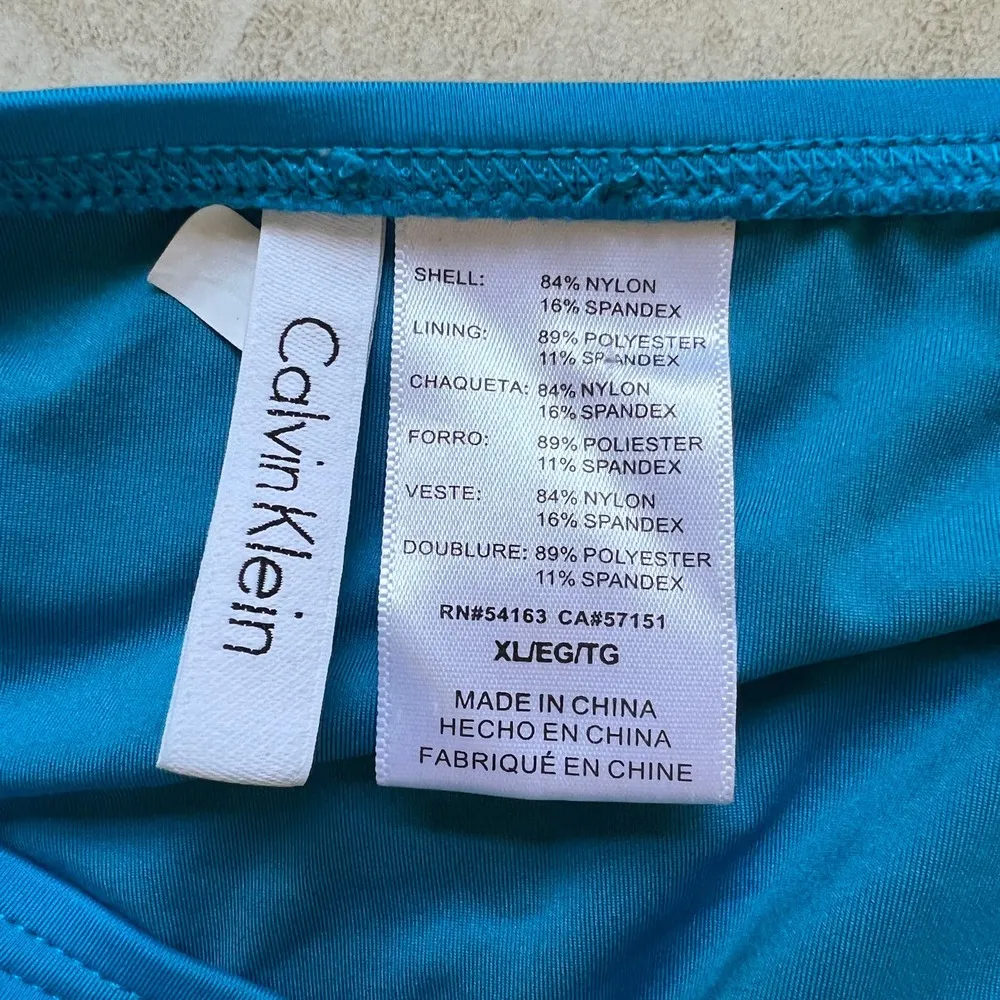 Calvin Klein
SHELL: 84% NYLON
16% SPANDEX
LINING: 89% POLYESTER
11% SPANDEX
CHAQUETA: 84% NYLON
16% SPANDEX
FORRO: 89% POLIESTER
11% SPANDEX
VESTE: 84% NYLON
16% SPANDEX
DOUBLURE: 89% POLYESTER
11% SPANDEX
RN#54163 CA#57151
XL/EG/TG
MADE IN CHINA
HECHO EN CHINA
FABRIQUÉ EN CHINE